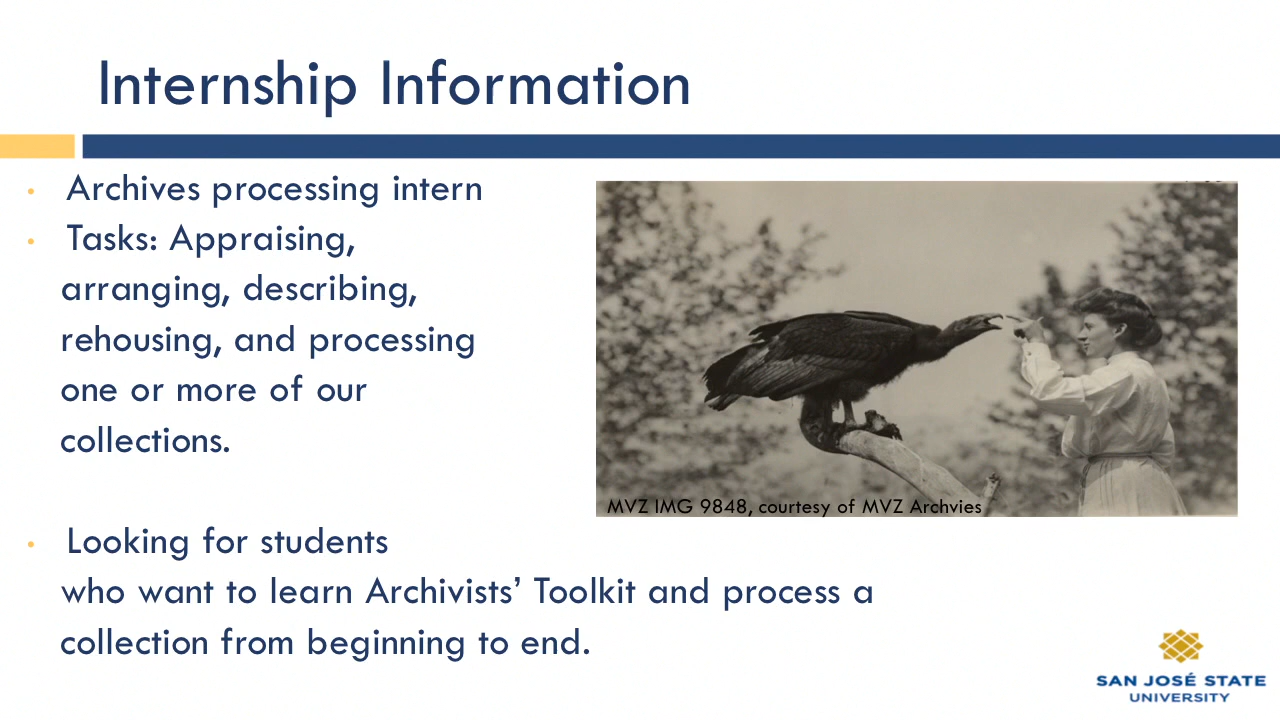 Internship Information
• Archives processing intern
• Tasks: Appraising,
arranging, describing,
rehousing, and processing
one or more of our
collections.
• Looking for students
who want to learn Archivists’ Toolkit and process a
collection from beginning to end.
MVZ IMG 9848, courtesy of MVZ Archvies
SAN JOSÉ STATE
UNIVERSITY